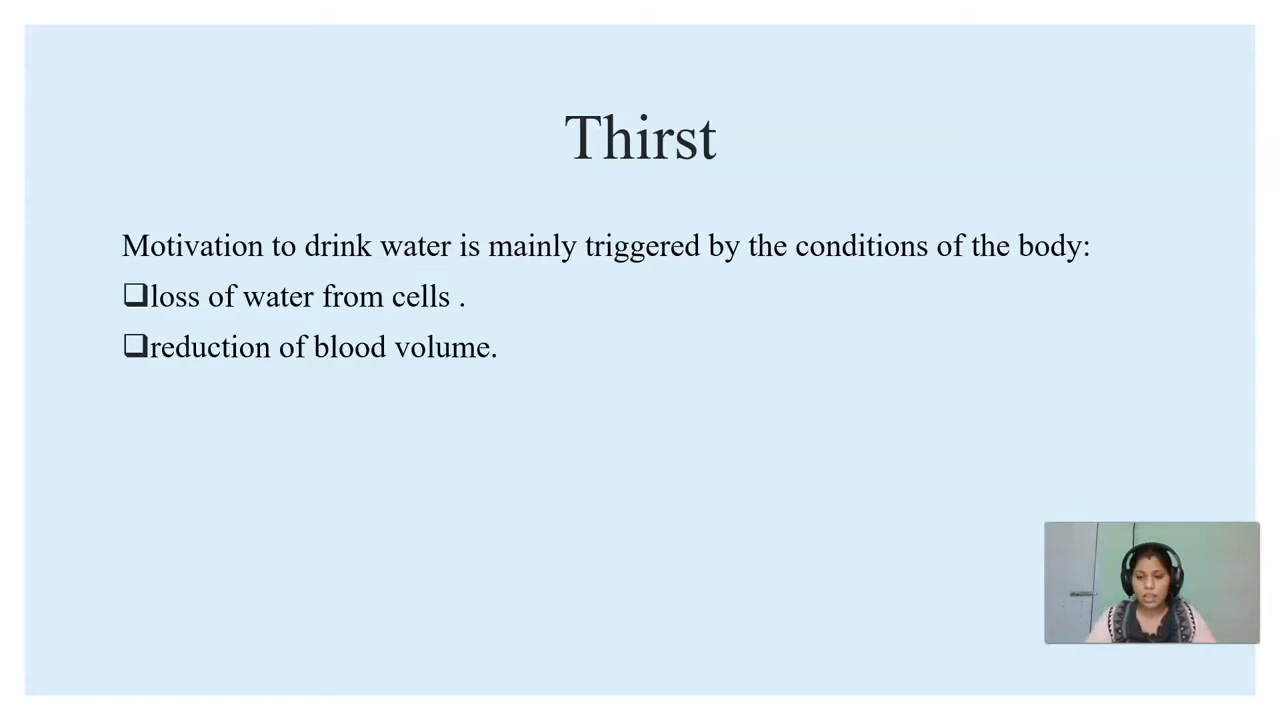 Thirst
Motivation to drink water is mainly triggered by the conditions of the body:
❑loss of water from cells .
❑reduction of blood volume.